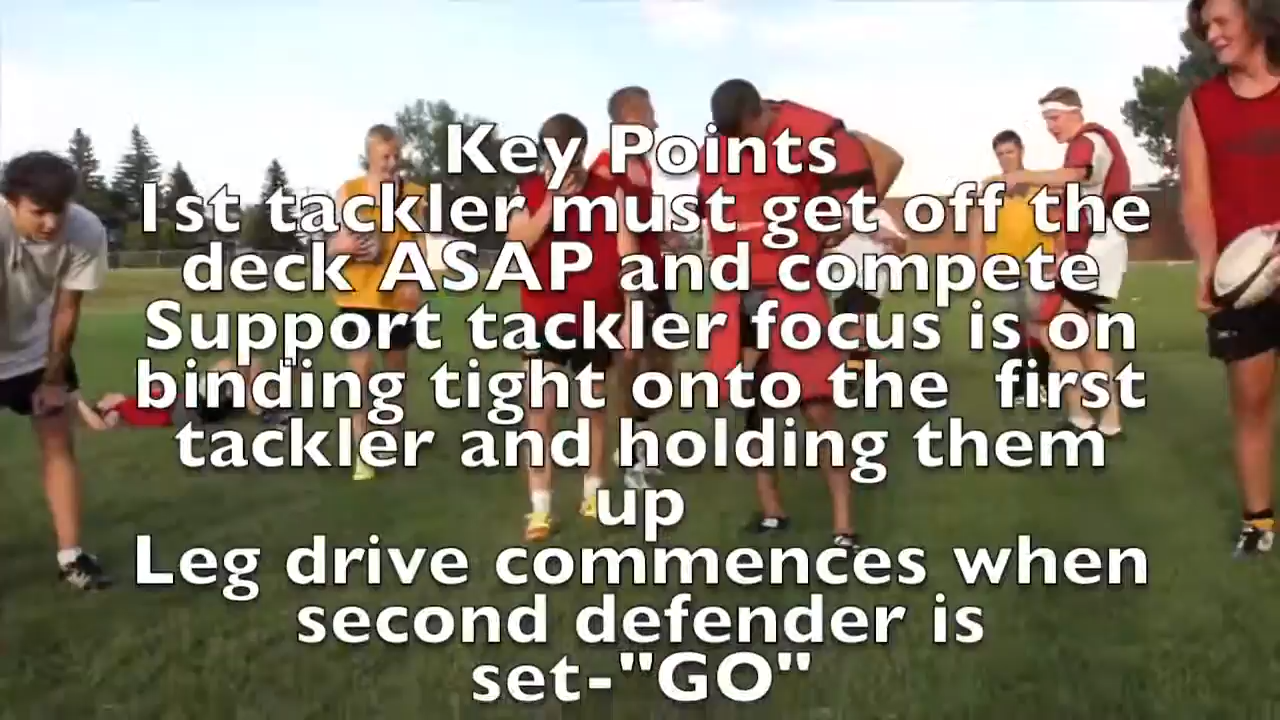 Key Points
1st tackler must get off the
deck ASAP and compete
Support tackler focus is on
binding tight onto the  first
tackler and holding them
up
Leg drive commences when
second defender is
set-"GO"